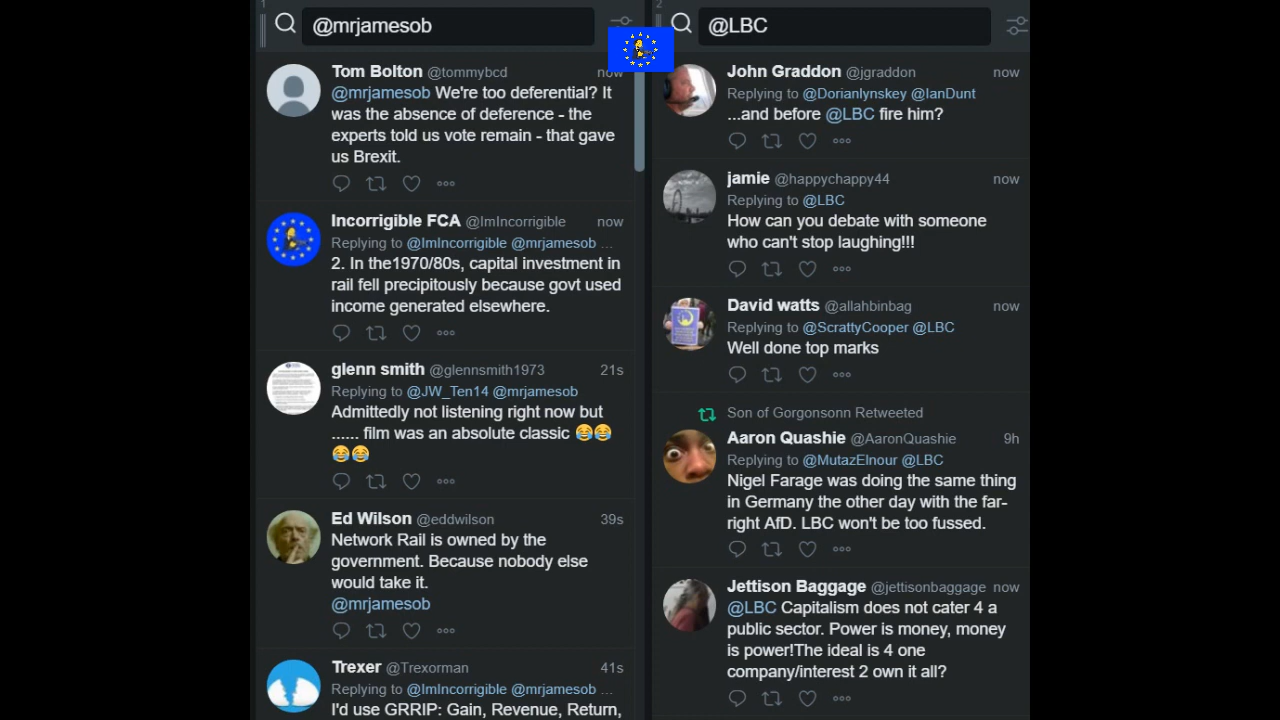 1
@mrjamesob
Tom Bolton @tommybcd now
@mrjamesob We're too deferential? It
was the absence of deference - the
experts told us vote remain - that gave
us Brexit.
Incorrigible FCA @ImIncorrigible now
Replying to @ImIncorrigible @mrjamesob ...
2. In the1970/80s, capital investment in
rail fell precipitously because govt used
income generated elsewhere.
glenn smith @glennsmith1973 21s
Replying to @JW_Ten14 @mrjamesob
Admittedly not listening right now but
...... film was an absolute classic 😂😂
😂😂
Ed Wilson @eddwilson 39s
Network Rail is owned by the
government. Because nobody else
would take it.
@mrjamesob
Trexer @Trexorman 41s
Replying to @ImIncorrigible @mrjamesob ...
I'd use GRRIP: Gain, Revenue, Return,
2
@LBC
John Graddon @jgraddon now
Replying to @Dorianlynskey @IanDunt
...and before @LBC fire him?
jamie @happychappy44 now
Replying to @LBC
How can you debate with someone
who can't stop laughing!!!
David watts @allahbinbag now
Replying to @ScrattyCooper @LBC
Well done top marks
Son of Gorgonsonn Retweeted
Aaron Quashie @AaronQuashie 9h
Replying to @MutazElnour @LBC
Nigel Farage was doing the same thing
in Germany the other day with the far-
right AfD. LBC won't be too fussed.
Jettison Baggage @jettisonbaggage now
@LBC Capitalism does not cater 4 a
public sector. Power is money, money
is power!The ideal is 4 one
company/interest 2 own it all?